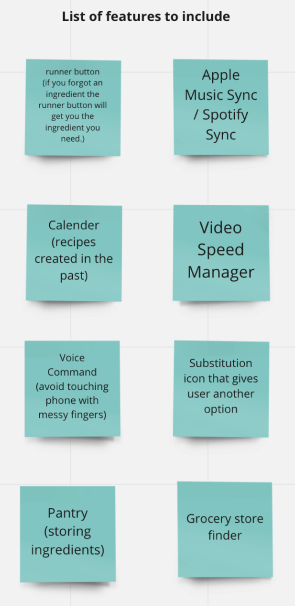 List of features to include
runner button
(if you forgot an
ingredient the
runner button will
get you the
ingredient you
need.)
Apple
Music Sync
/ Spotify
Sync
Calender
(recipes
created in the
past)
Video
Speed
Manager
Voice
Command
(avoid touching
phone with
messy fingers)
Substitution
icon that gives
user another
option
Pantry
(storing
ingredients)
Grocery store
finder